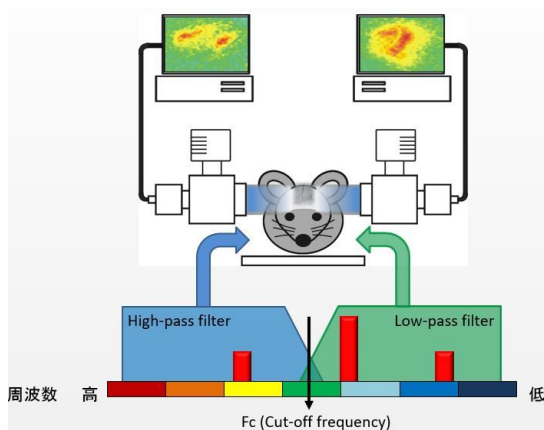 High-pass filter
Low-pass filter
周波数 高 低
Fc (Cut-off frequency)